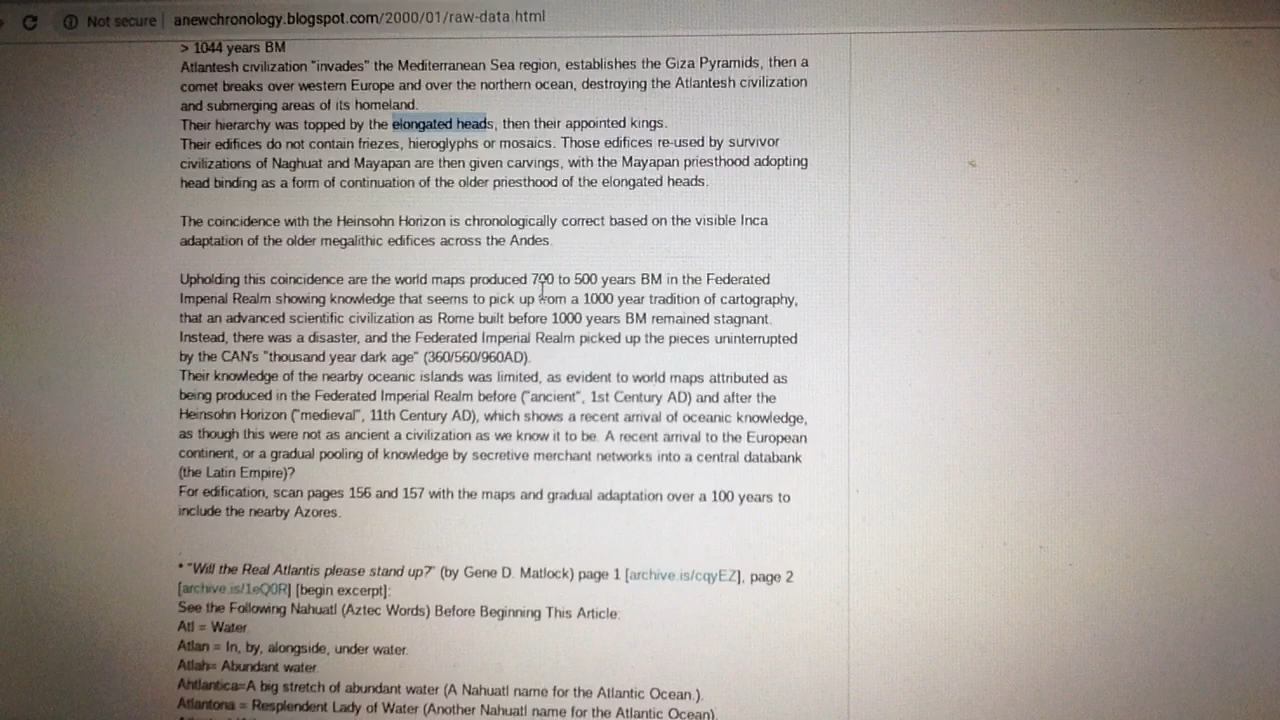 Not secure | anewchronology.blogspot.com/2000/01/raw-data.html
> 1044 years BM
Atlantesh civilization "invades" the Mediterranean Sea region, establishes the Giza Pyramids, then a
comet breaks over western Europe and over the northern ocean, destroying the Atlantesh civilization
and submerging areas of its homeland.
Their hierarchy was topped by the elongated heads, then their appointed kings.
Their edifices do not contain friezes, hieroglyphs or mosaics. Those edifices re-used by survivor
civilizations of Naghuat and Mayapan are then given carvings, with the Mayapan priesthood adopting
head binding as a form of continuation of the older priesthood of the elongated heads.
The coincidence with the Heinsohn Horizon is chronologically correct based on the visible Inca
adaptation of the older megalithic edifices across the Andes.
Upholding this coincidence are the world maps produced 700 to 500 years BM in the Federated
Imperial Realm showing knowledge that seems to pick up from a 1000 year tradition of cartography,
that an advanced scientific civilization as Rome built before 1000 years BM remained stagnant.
Instead, there was a disaster, and the Federated Imperial Realm picked up the pieces uninterrupted
by the CAN's "thousand year dark age" (360/560/960AD).
Their knowledge of the nearby oceanic islands was limited, as evident to world maps attributed as
being produced in the Federated Imperial Realm before ("ancient", 1st Century AD) and after the
Heinsohn Horizon ("medieval", 11th Century AD), which shows a recent arrival of oceanic knowledge,
as though this were not as ancient a civilization as we know it to be. A recent arrival to the European
continent, or a gradual pooling of knowledge by secretive merchant networks into a central databank
(the Latin Empire)?
For edification, scan pages 156 and 157 with the maps and gradual adaptation over a 100 years to
include the nearby Azores.
* "Will the Real Atlantis please stand up?" (by Gene D. Matlock) page 1 [archive.is/cqyEZ], page 2
[archive.is/1eQ0R] [begin excerpt]:
See the Following Nahuatl (Aztec Words) Before Beginning This Article:
Atl = Water.
Atlan = In, by, alongside, under water.
Atlah= Abundant water.
Ahtlantica=A big stretch of abundant water (A Nahuatl name for the Atlantic Ocean.).
Atlantona = Resplendent Lady of Water (Another Nahuatl name for the Atlantic Ocean).